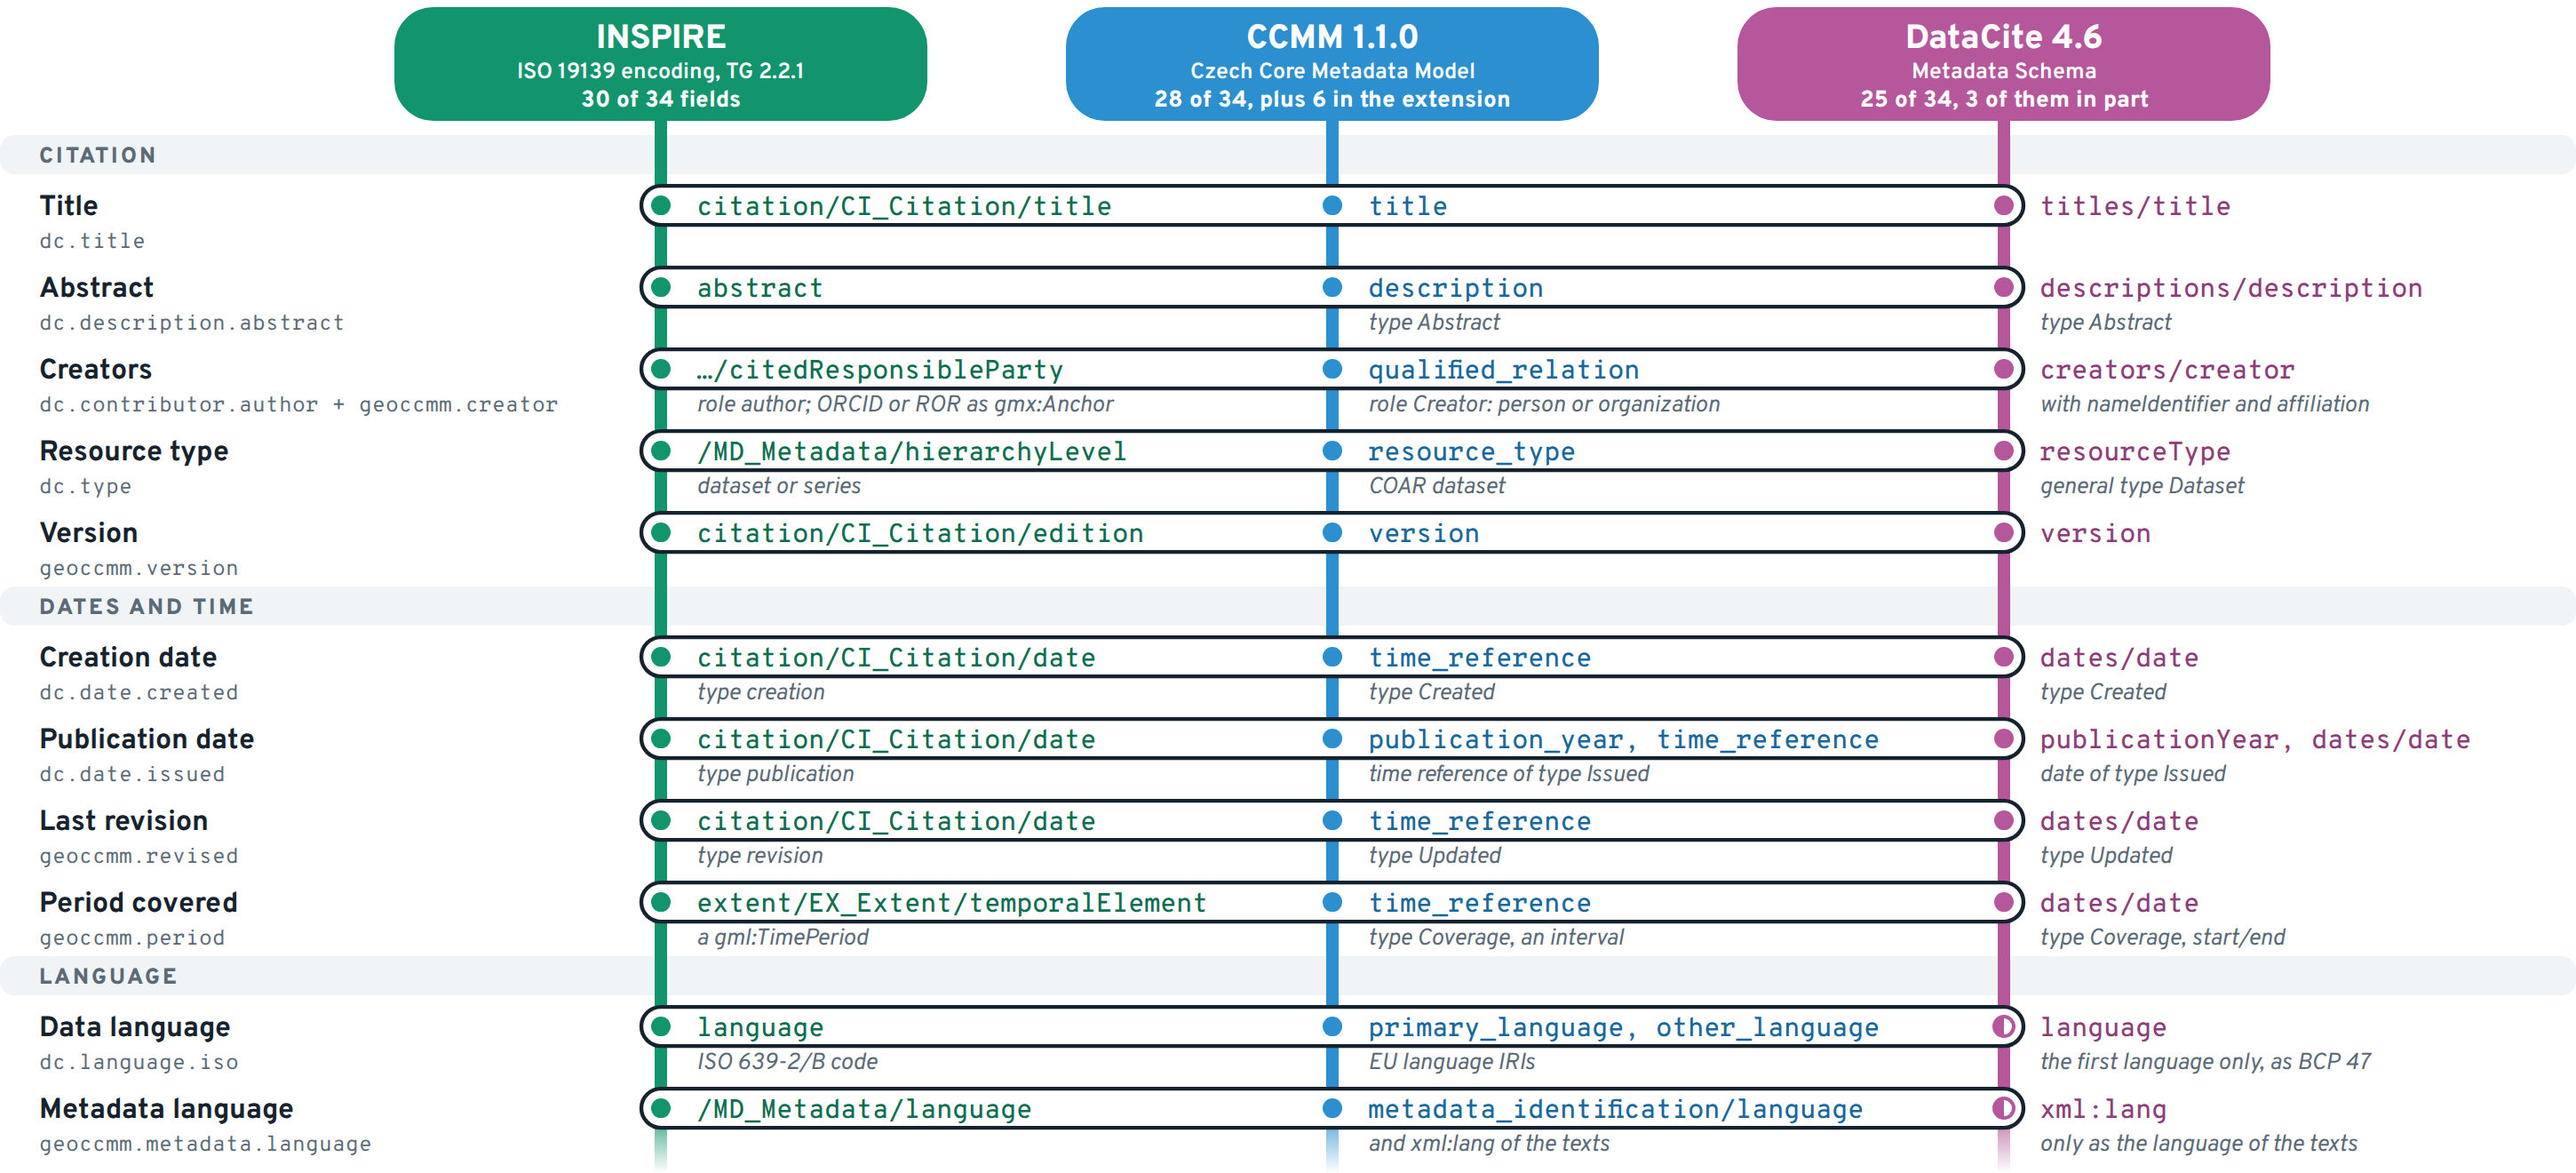 INSPIRE
ISO 19139 encoding, TG 2.2.1
30 of 34 fields
CCMM 1.1.0
Czech Core Metadata Model
28 of 34, plus 6 in the extension
DataCite 4.6
Metadata Schema
25 of 34, 3 of them in part
CITATION
Title
dc.title
citation/CI_Citation/title
title
titles/title
Abstract
dc.description.abstract
abstract
description
type Abstract
descriptions/description
type Abstract
Creators
dc.contributor.author + geoccmm.creator
…/citedResponsibleParty
role author; ORCID or ROR as gmx:Anchor
qualified_relation
role Creator: person or organization
creators/creator
with nameIdentifier and affiliation
Resource type
dc.type
/MD_Metadata/hierarchyLevel
dataset or series
resource_type
COAR dataset
resourceType
general type Dataset
Version
geoccmm.version
citation/CI_Citation/edition
version
version
DATES AND TIME
Creation date
dc.date.created
citation/CI_Citation/date
type creation
time_reference
type Created
dates/date
type Created
Publication date
dc.date.issued
citation/CI_Citation/date
type publication
publication_year, time_reference
time reference of type Issued
publicationYear, dates/date
date of type Issued
Last revision
geoccmm.revised
citation/CI_Citation/date
type revision
time_reference
type Updated
dates/date
type Updated
Period covered
geoccmm.period
extent/EX_Extent/temporalElement
a gml:TimePeriod
time_reference
type Coverage, an interval
dates/date
type Coverage, start/end
LANGUAGE
Data language
dc.language.iso
language
ISO 639-2/B code
primary_language, other_language
EU language IRIs
language
the first language only, as BCP 47
Metadata language
geoccmm.metadata.language
/MD_Metadata/language
metadata_identification/language
and xml:lang of the texts
xml:lang
only as the language of the texts